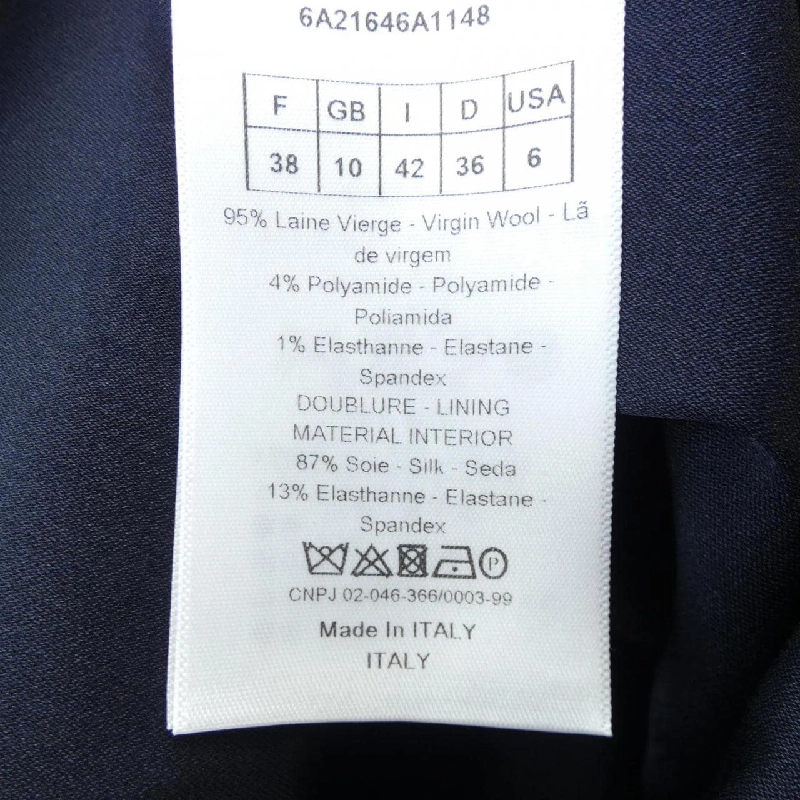 6A21646A1148
F GB I D USA
38 10 42 36 6
95% Laine Vierge - Virgin Wool - Lã
de virgem
4% Polyamide - Polyamide -
Poliamida
1% Elasthanne - Elastane -
Spandex
DOUBLURE - LINING
MATERIAL INTERIOR
87% Soie - Silk - Seda
13% Elasthanne - Elastane -
Spandex
P
CNPJ 02-046-366/0003-99
Made In ITALY
ITALY